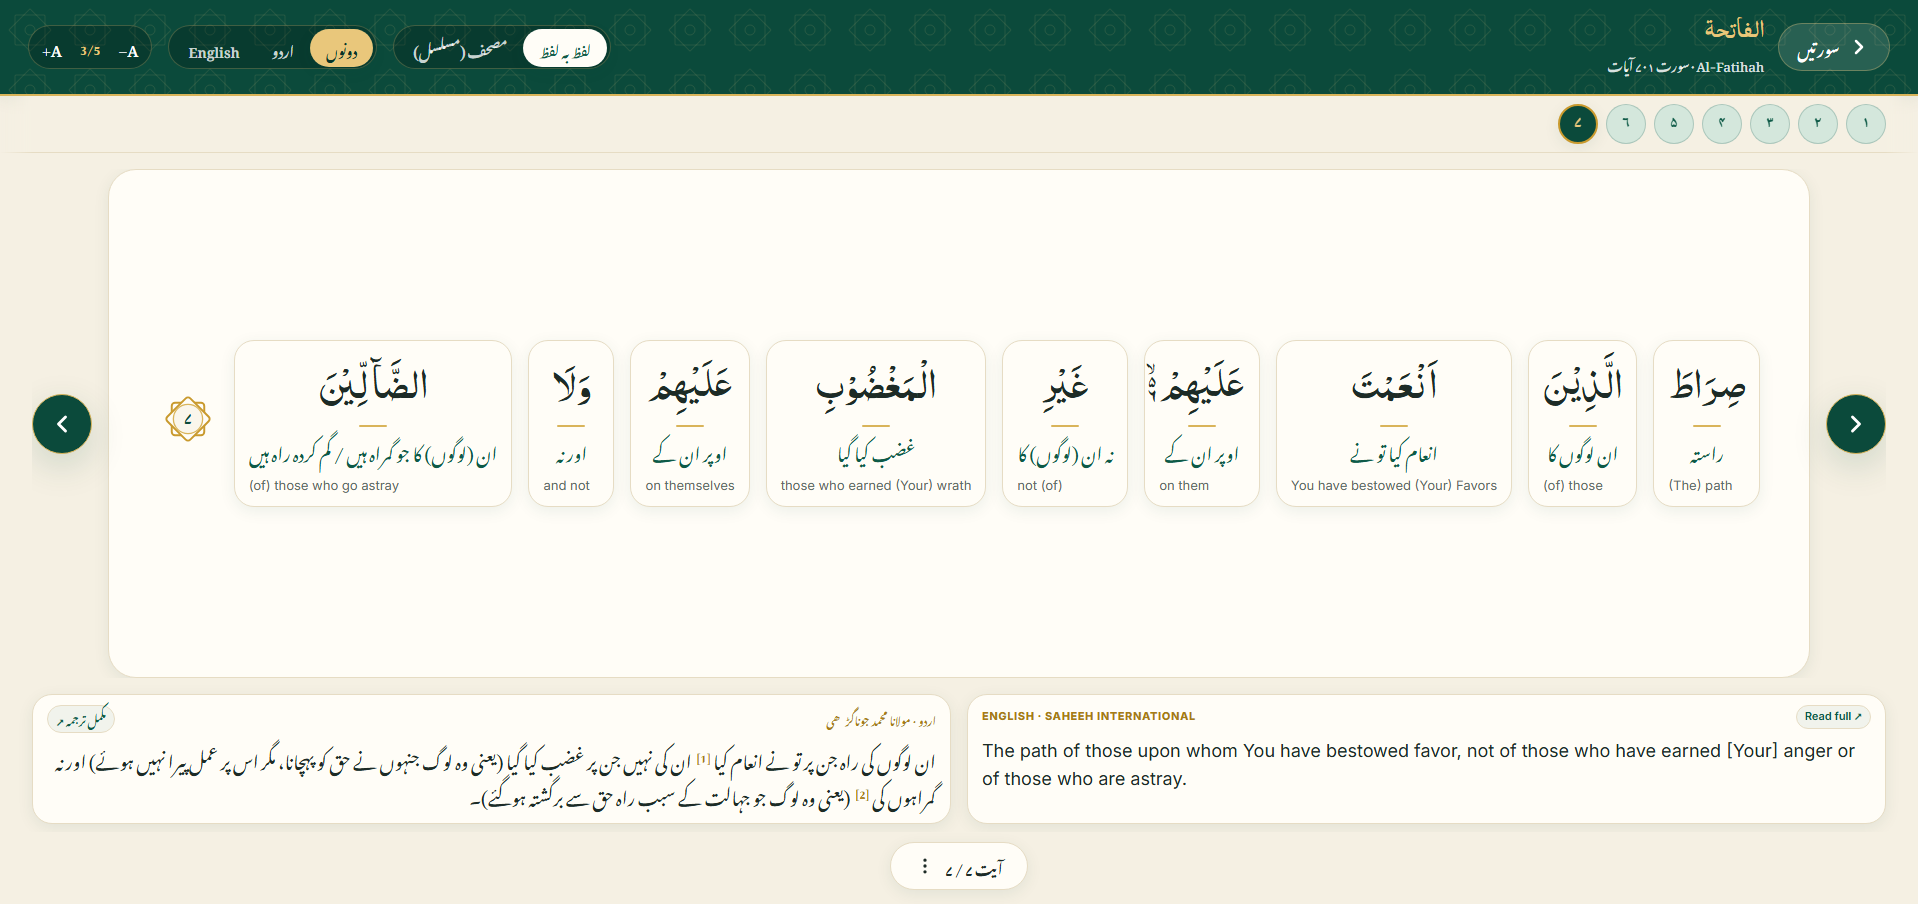 سورتیں
الفاتحة
Al-Fatihah · سورت ۱ · ۷ آیات
لفظ بہ لفظ
مصحف (مسلسل)
دونوں
اردو
English
A−
3/5
A+
۱
۲
۳
۴
۵
٦
۷
صِرَاطَ
راستہ
(The) path
الَّذِيْنَ
ان لوگوں کا
(of) those
اَنْعَمْتَ
انعام کیا تو نے
You have bestowed (Your) Favors
عَلَيْهِمْ ۙ۬
اوپر ان کے
on them
غَيْرِ
نہ ان (لوگوں) کا
not (of)
الْمَغْضُوْبِ
غضب کیا گیا
those who earned (Your) wrath
عَلَيْهِمْ
اوپر ان کے
on themselves
وَلَا
اور نہ
and not
الضَّآلِّيْنَ
ان (لوگوں) کا جو گمراہ ہیں / گم کردہ راہ ہیں
(of) those who go astray
۷
ENGLISH · SAHEEH INTERNATIONAL
Read full ↗
The path of those upon whom You have bestowed favor, not of those who have earned [Your] anger or
of those who are astray.
اردو · مولانا محمد جوناگڑھی
مکمل ترجمہ ↗
ان لوگوں کی راہ جن پر تو نے انعام کیا [1] ان کی نہیں جن پر غضب کیا گیا (یعنی وه لوگ جنہوں نے حق کو پہچانا، مگر اس پر عمل پیرا نہیں ہوئے) اور نہ
گمراہوں کی [2] (یعنی وه لوگ جو جہالت کے سبب راه حق سے برگشتہ ہوگئے)۔
آیت ۷ / ۷